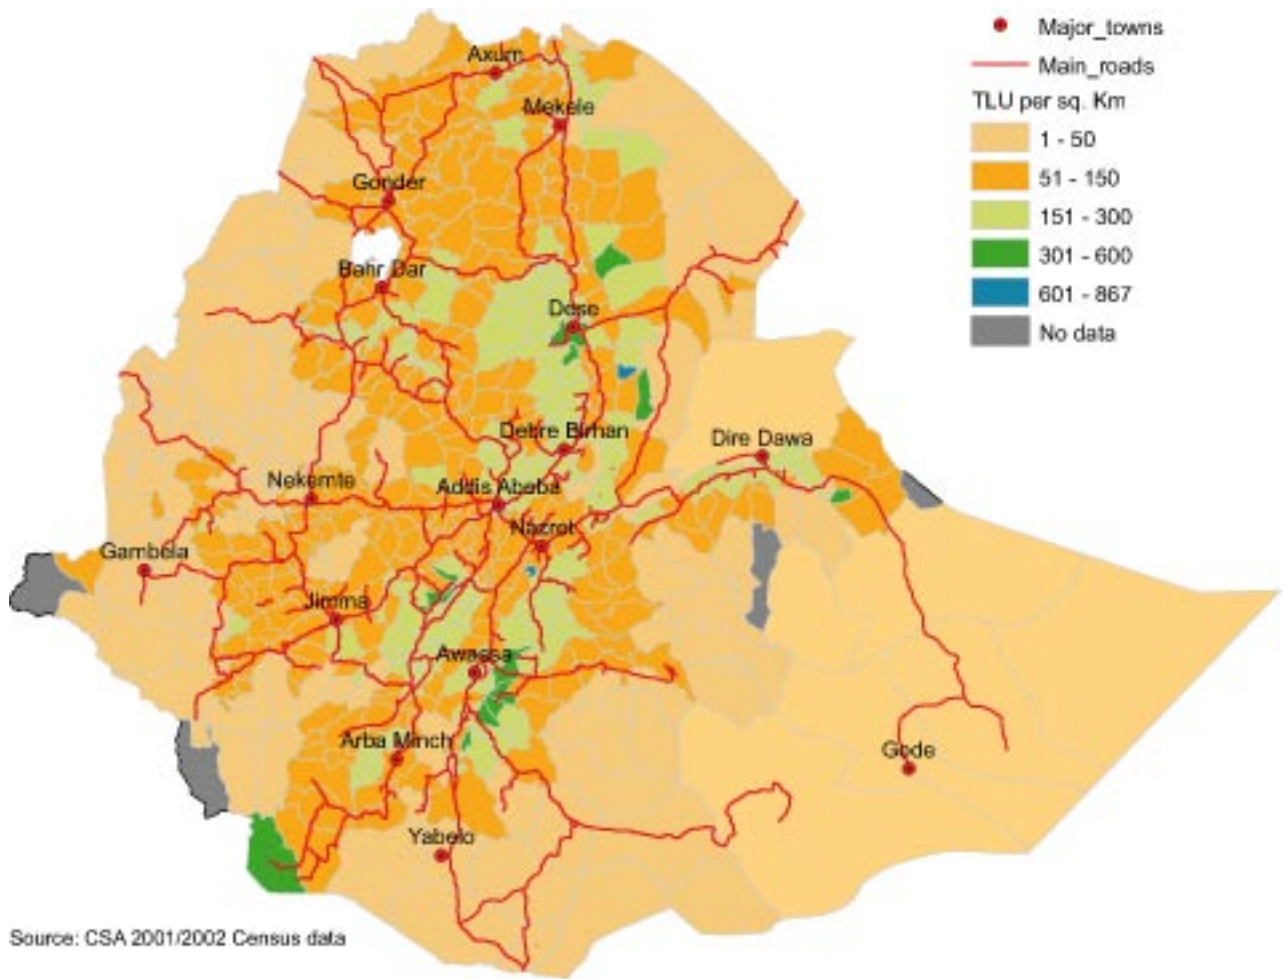 Major_towns
Main_roads
TLU per sq. Km
1 - 50
51 - 150
151 - 300
301 - 600
601 - 867
No data
Axum
Mekele
Gonder
Bahr Dar
Dese
Debre Birhan
Dire Dawa
Nekemte
Addis Ababa
Nazret
Gambela
Jimma
Awassa
Arba Minch
Gode
Yabelo
Source: CSA 2001/2002 Census data